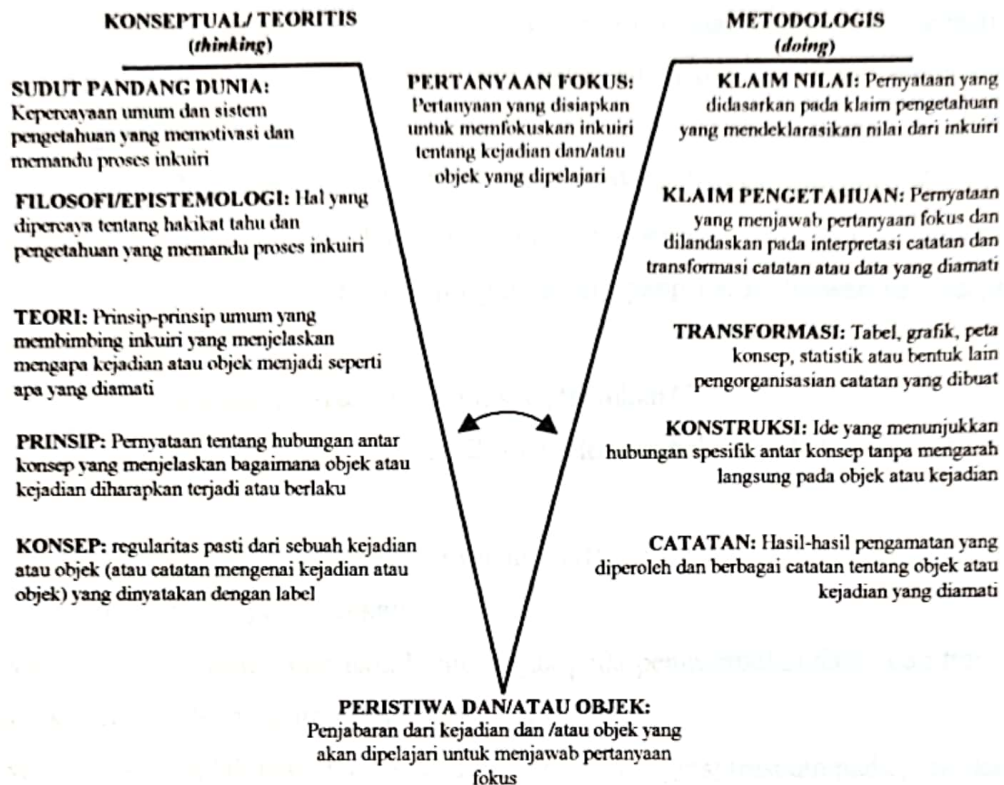 KONSEPTUAL/ TEORITIS
(thinking)
SUDUT PANDANG DUNIA:
Kepercayaan umum dan sistem
pengetahuan yang memotivasi dan
memandu proses inkuiri
FILOSOFI/EPISTEMOLOGI: Hal yang
dipercaya tentang hakikat tahu dan
pengetahuan yang memandu proses inkuiri
TEORI: Prinsip-prinsip umum yang
membimbing inkuiri yang menjelaskan
mengapa kejadian atau objek menjadi seperti
apa yang diamati
PRINSIP: Pernyataan tentang hubungan antar
konsep yang menjelaskan bagaimana objek atau
kejadian diharapkan terjadi atau berlaku
KONSEP: regularitas pasti dari sebuah kejadian
atau objek (atau catatan mengenai kejadian atau
objek) yang dinyatakan dengan label
PERTANYAAN FOKUS:
Pertanyaan yang disiapkan
untuk memfokuskan inkuiri
tentang kejadian dan/atau
objek yang dipelajari
METODOLOGIS
(doing)
KLAIM NILAI: Pernyataan yang
didasarkan pada klaim pengetahuan
yang mendeklarasikan nilai dari inkuiri
KLAIM PENGETAHUAN: Pernyataan
yang menjawab pertanyaan fokus dan
dilandaskan pada interpretasi catatan dan
transformasi catatan atau data yang diamati
TRANSFORMASI: Tabel, grafik, peta
konsep, statistik atau bentuk lain
pengorganisasian catatan yang dibuat
KONSTRUKSI: Ide yang menunjukkan
hubungan spesifik antar konsep tanpa mengarah
langsung pada objek atau kejadian
CATATAN: Hasil-hasil pengamatan yang
diperoleh dan berbagai catatan tentang objek atau
kejadian yang diamati
PERISTIWA DAN/ATAU OBJEK:
Penjabaran dari kejadian dan /atau objek yang
akan dipelajari untuk menjawab pertanyaan
fokus